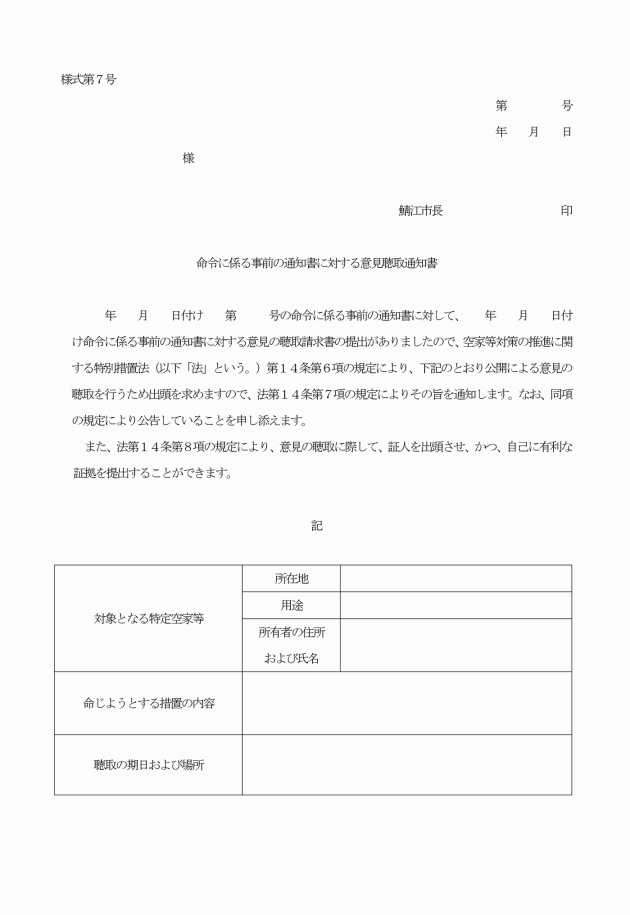 様式第７号
第　　　　　号
年　　月　　日
様
鯖江市長　　　　　　　　　　印
命令に係る事前の通知書に対する意見聴取通知書
年　　月　　日付け　　第　　　号の命令に係る事前の通知書に対して、　　年　　月　　日付
け命令に係る事前の通知書に対する意見の聴取請求書の提出がありましたので、空家等対策の推進に関
する特別措置法（以下「法」という。）第１４条第６項の規定により、下記のとおり公開による意見の
聴取を行うため出頭を求めますので、法第１４条第７項の規定によりその旨を通知します。なお、同項
の規定により公告していることを申し添えます。
また、法第１４条第８項の規定により、意見の聴取に際して、証人を出頭させ、かつ、自己に有利な
証拠を提出することができます。
記
対象となる特定空家等
所在地
用途
所有者の住所
および氏名
命じようとする措置の内容
聴取の期日および場所